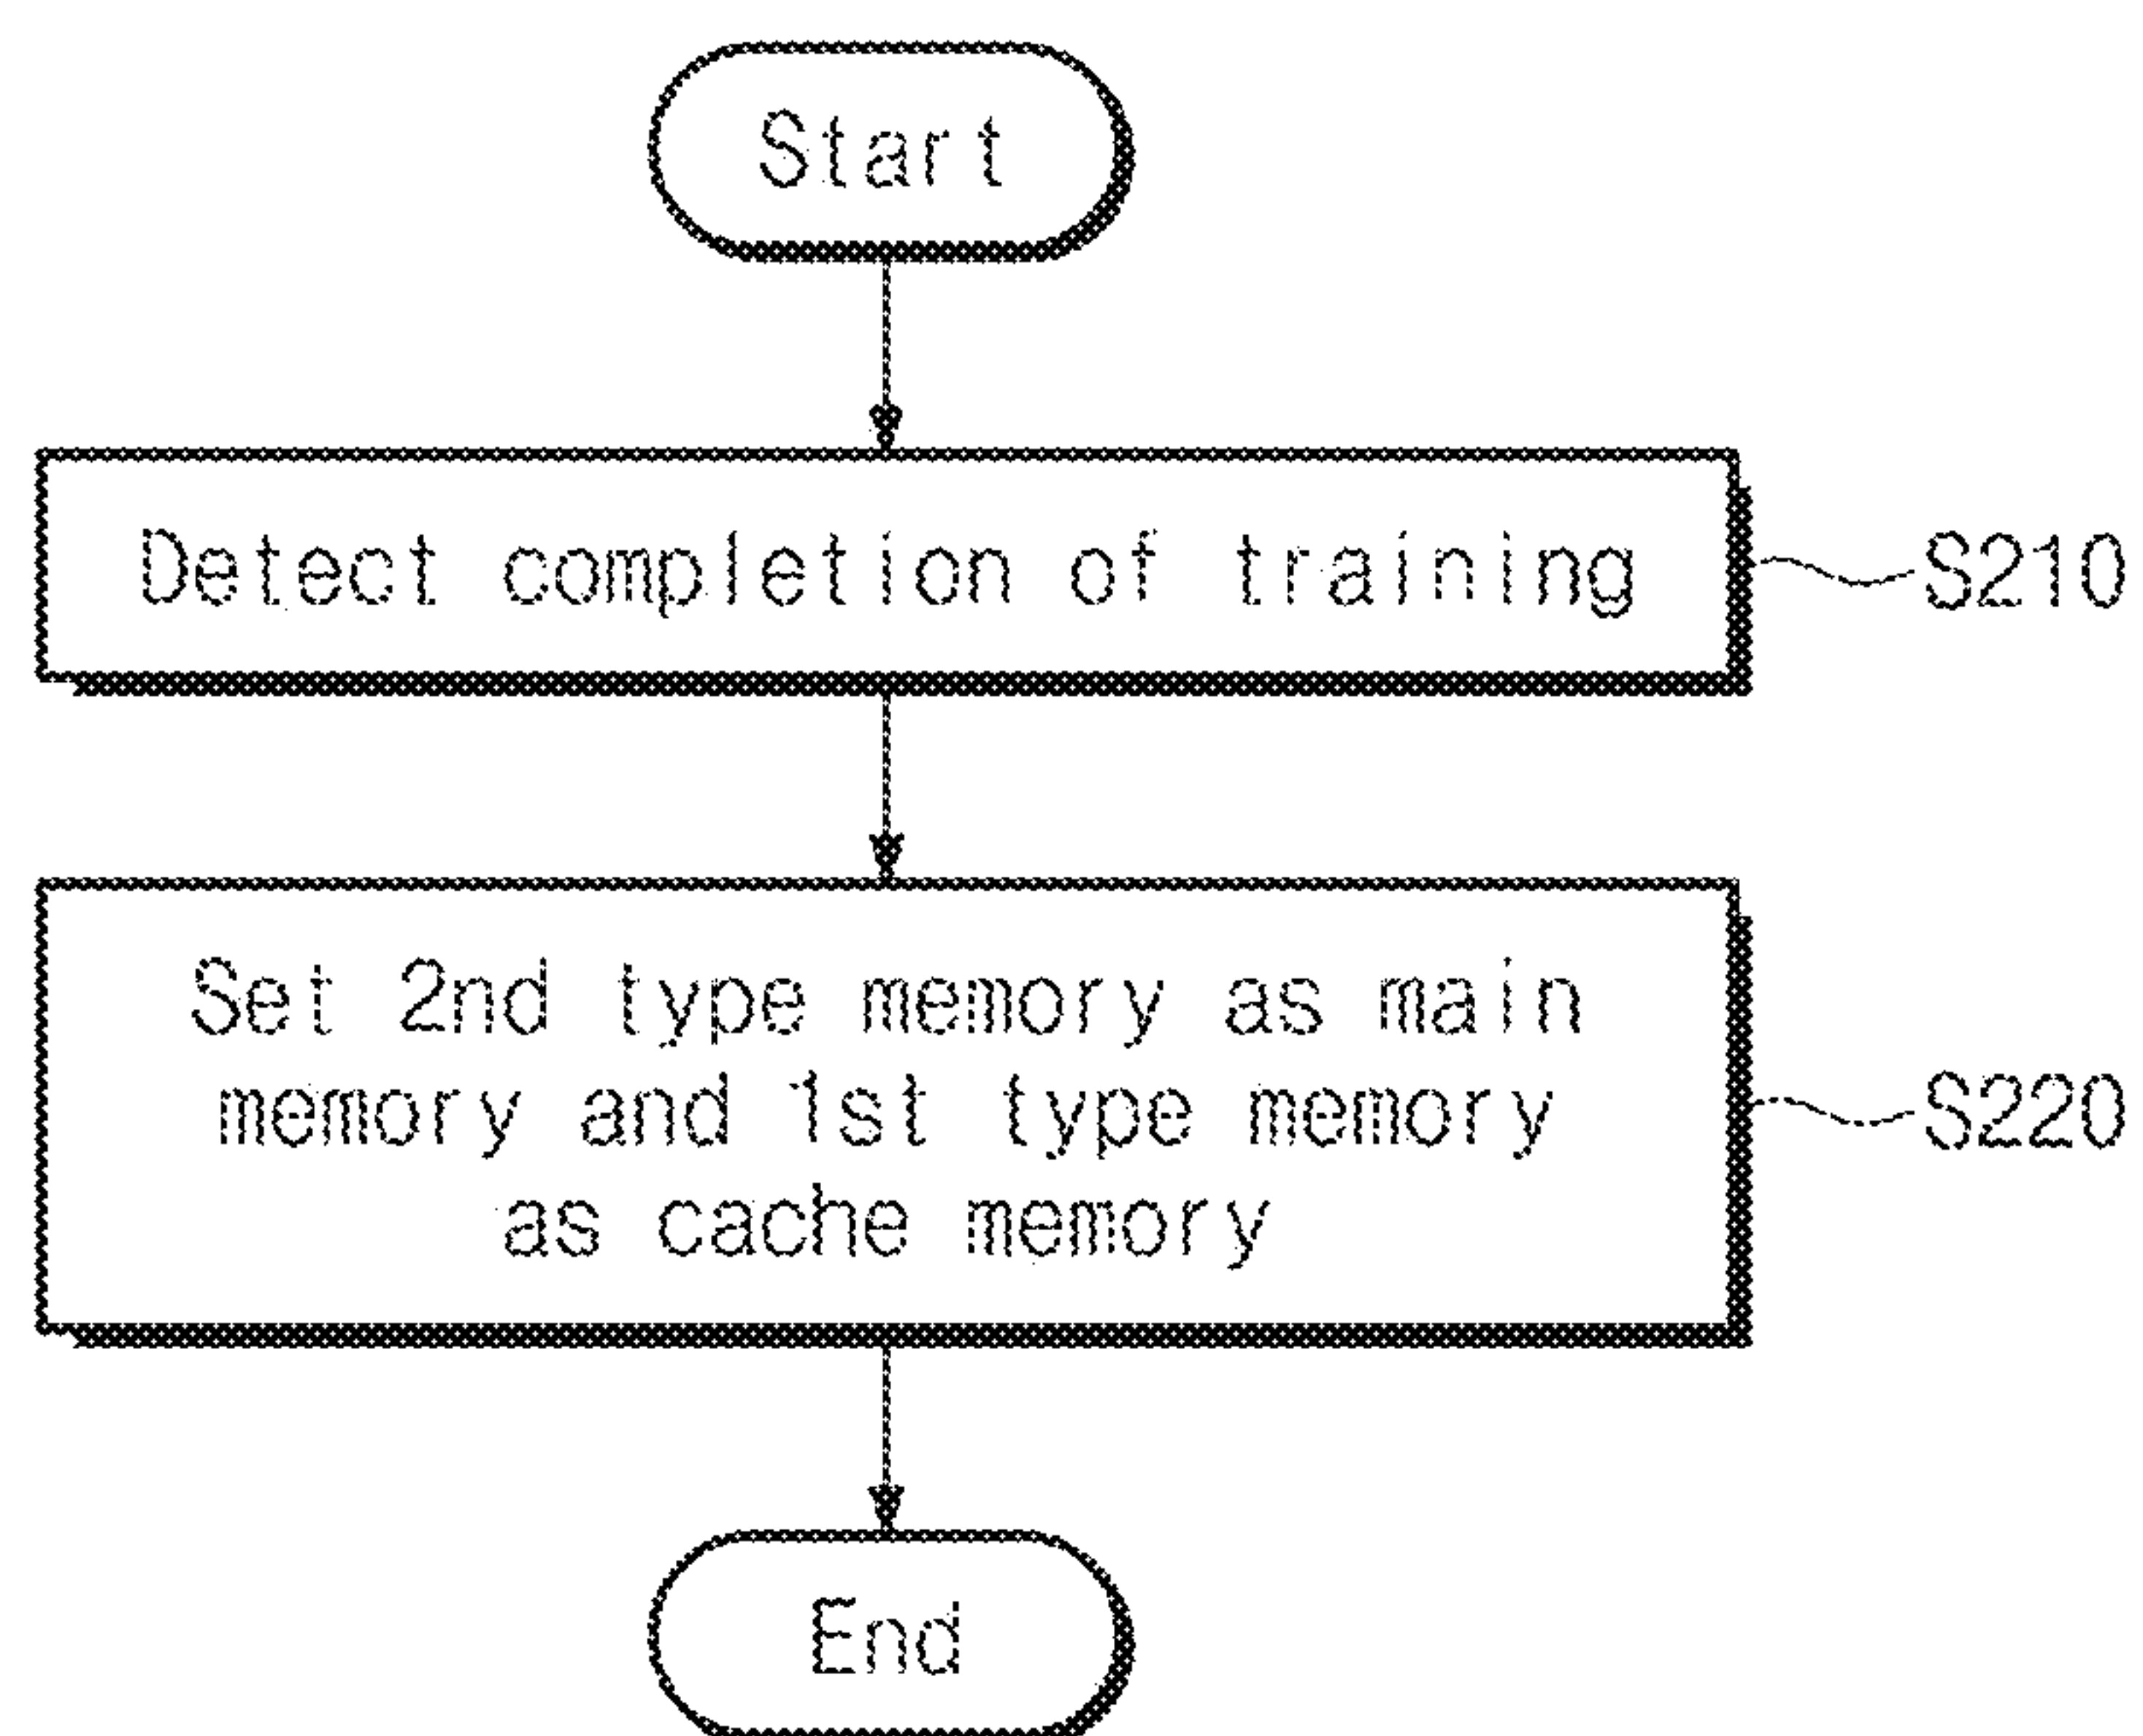 Start
Detect completion of training
S210
Set 2nd type memory as main
memory and 1st type memory
as cache memory
S220
End